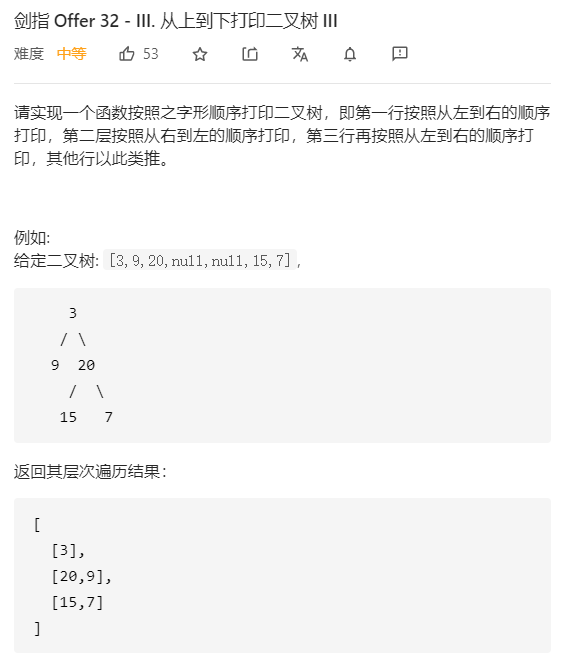 剑指 Offer 32 - III. 从上到下打印二叉树 III
难度 中等 53
请实现一个函数按照之字形顺序打印二叉树，即第一行按照从左到右的顺序
打印，第二层按照从右到左的顺序打印，第三行再按照从左到右的顺序打
印，其他行以此类推。
例如:
给定二叉树: [3,9,20,null,null,15,7],
3
/ \
9 20
/ \
15 7
返回其层次遍历结果：
[
[3],
[20,9],
[15,7]
]